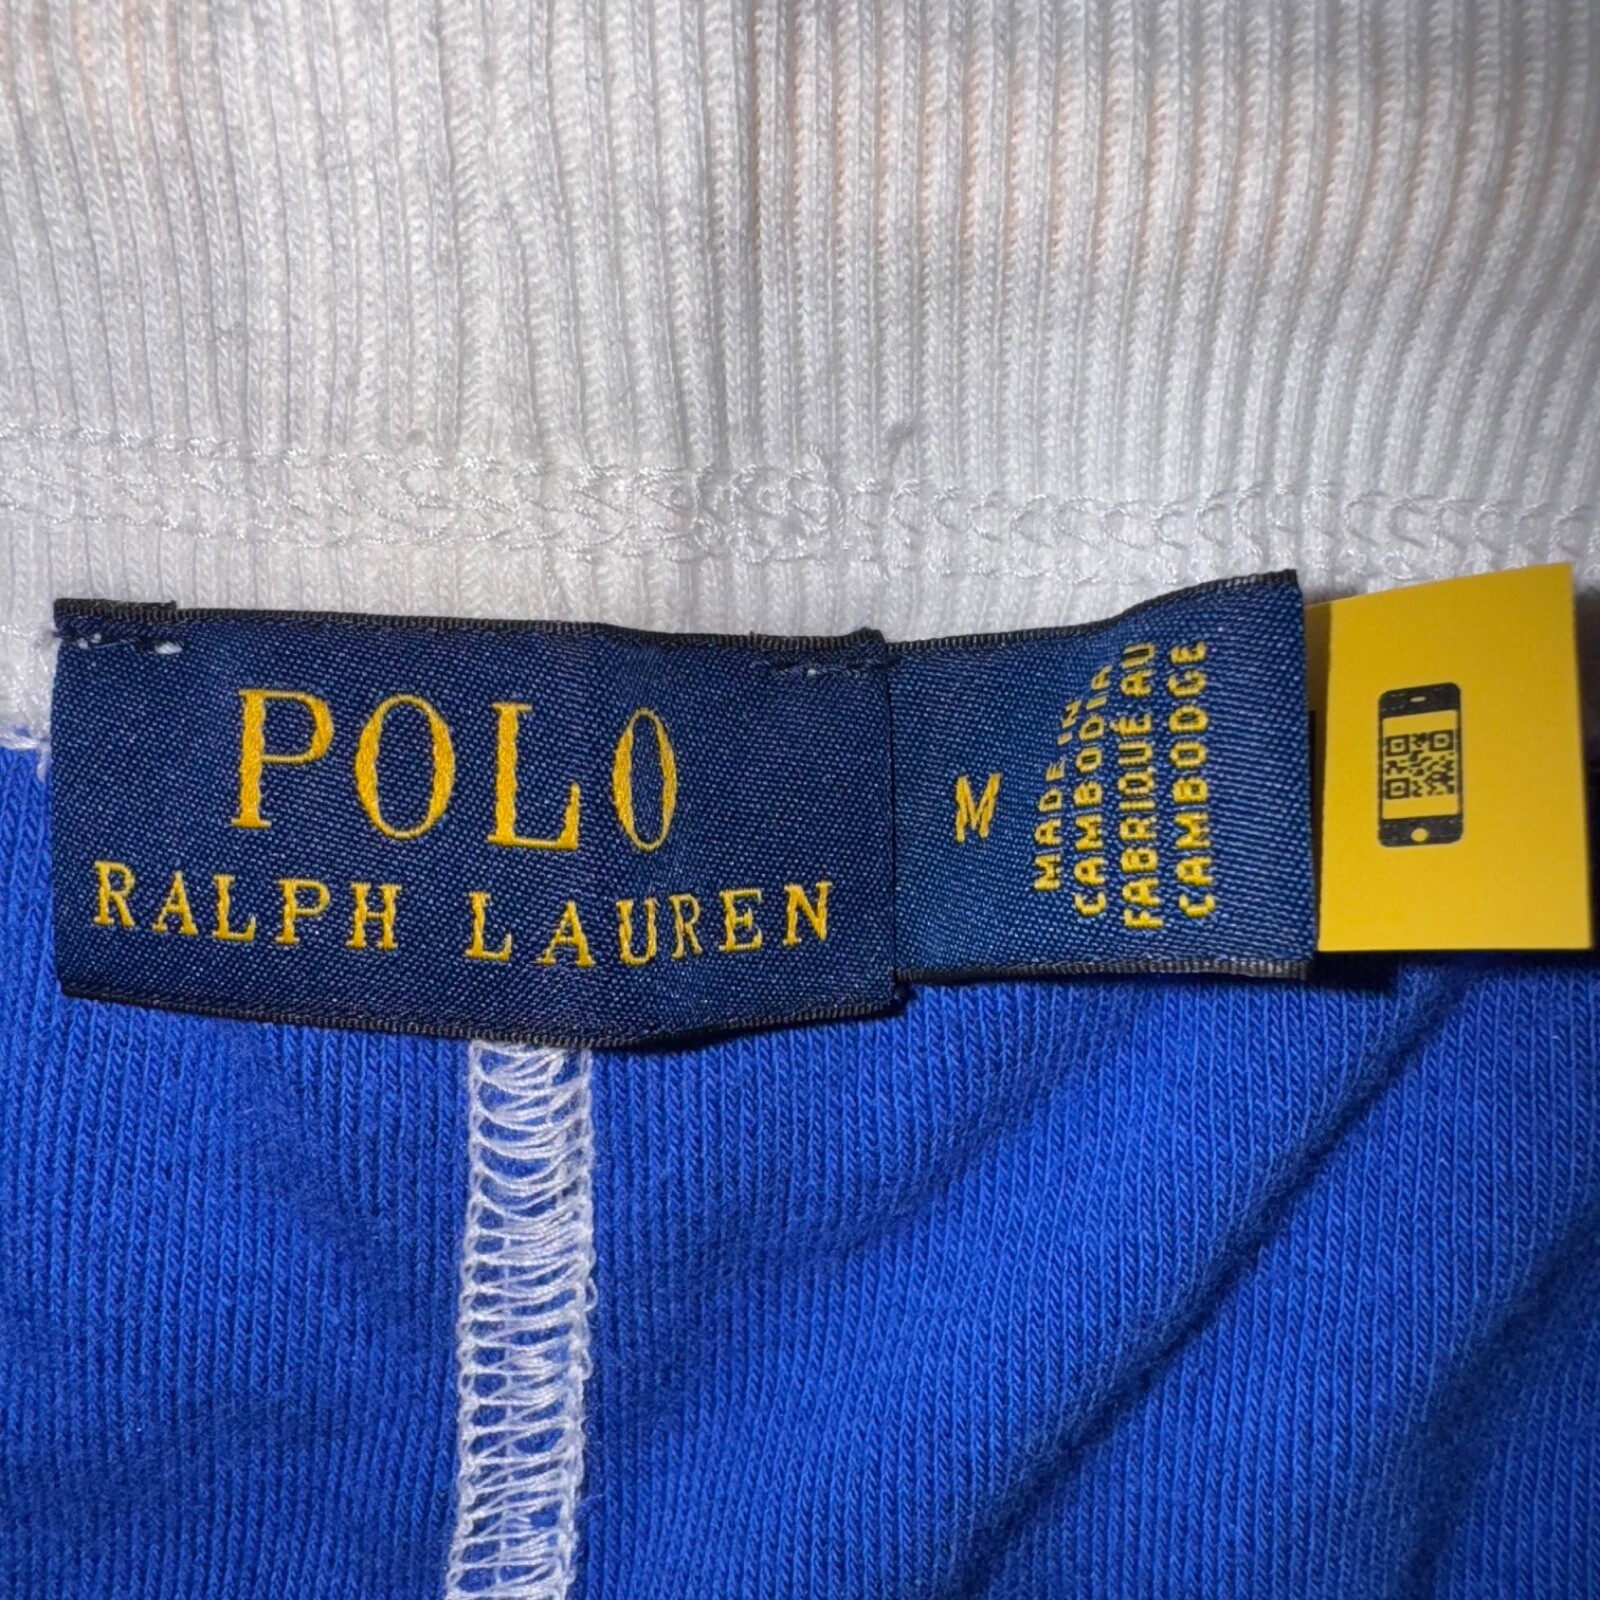 POLO
RALPH LAUREN
M
MADE IN
CAMBODIA
FABRIQUÉ AU
CAMBODGE